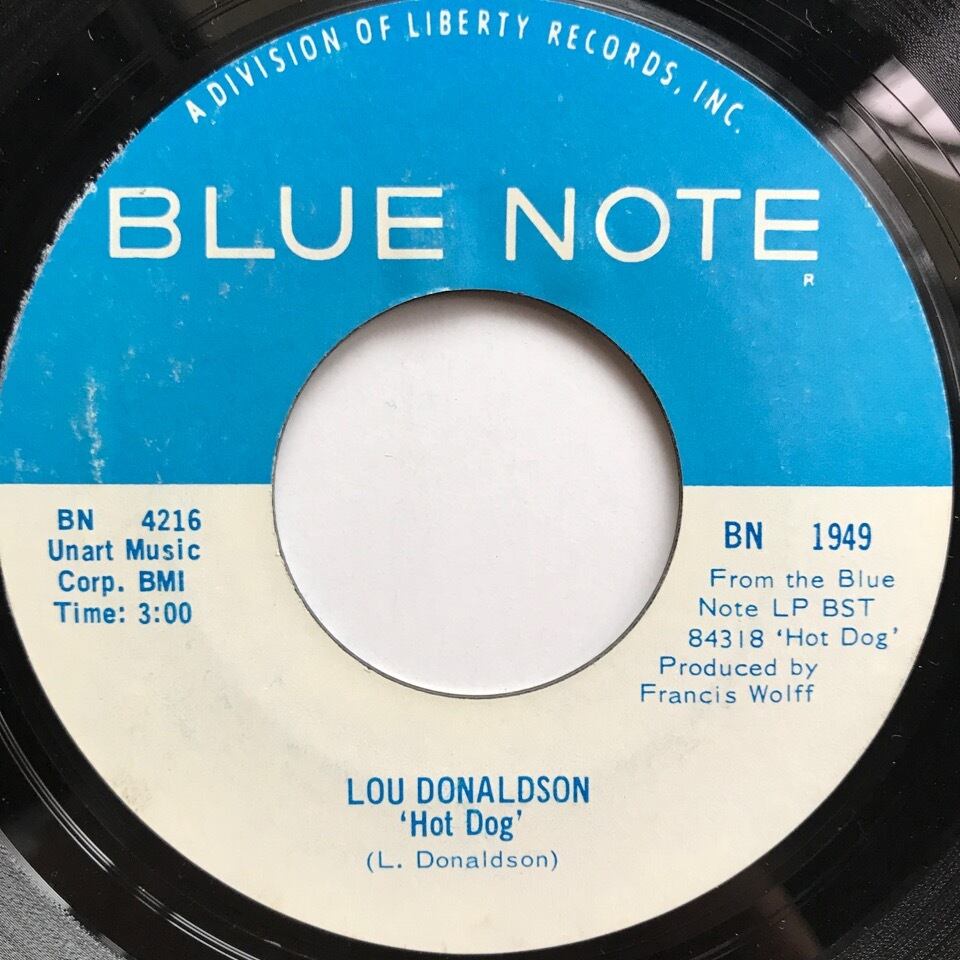 A DIVISION OF LIBERTY RECORDS, INC.
BLUE NOTE
R
BN 4216
Unart Music
Corp. BMI
Time: 3:00
BN 1949
From the Blue
Note LP BST
84318 'Hot Dog'
Produced by
Francis Wolff
LOU DONALDSON
'Hot Dog'
(L. Donaldson)